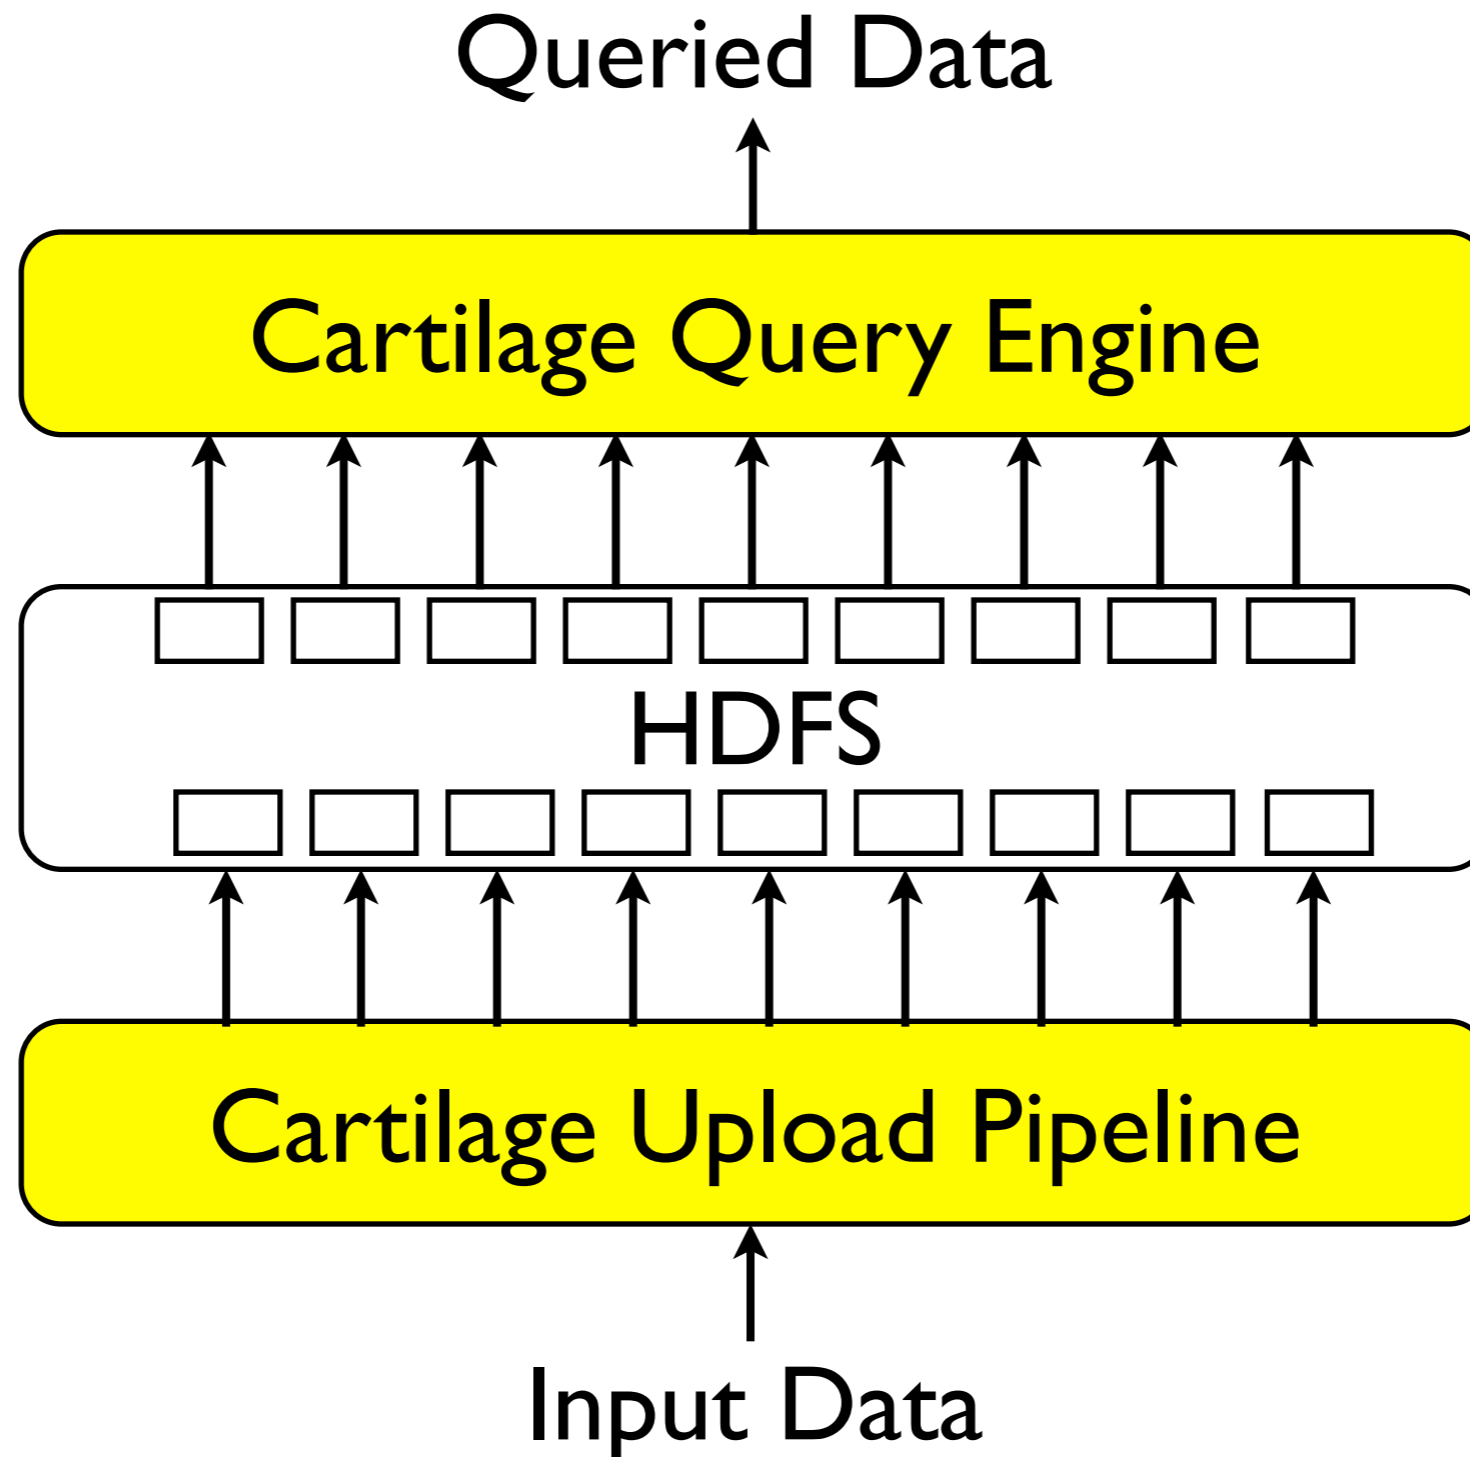 Queried Data
Cartilage Query Engine
HDFS
Cartilage Upload Pipeline
Input Data